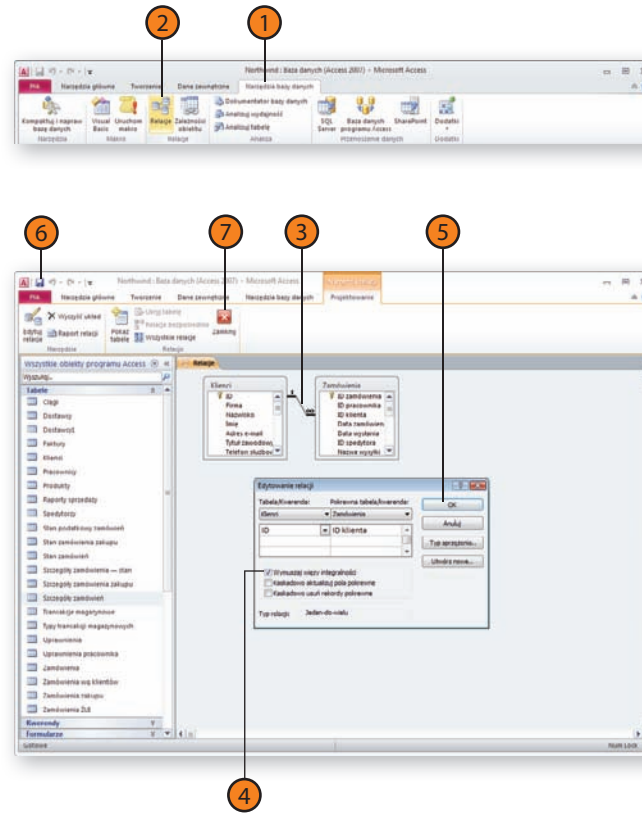 2
1
Northwind : Baza danych (Access 2007) - Microsoft Access
Plik Narzędzia główne Tworzenie Dane zewnętrzne Narzędzia bazy danych
Kompaktuj i napraw bazę danych
Visual Basic
Uruchom makro
Relacje
Zależności obiektu
Dokumentator bazy danych
Analizuj wydajność
Analizuj tabelę
SQL Server
Baza danych programu Access
SharePoint
Dodatki
Narzędzia Makro Relacje Analiza Przenoszenie danych Dodatki
6
7
3
5
Northwind : Baza danych (Access 2007) - Microsoft Access
Plik Narzędzia główne Tworzenie Dane zewnętrzne Narzędzia bazy danych Projektowanie
Edytuj relacje
Wyczyść układ
Raport relacji
Pokaż tabelę
Ukryj tabelę
Relacje bezpośrednie
Wszystkie relacje
Zamknij
Narzędzia Relacje
Wszystkie obiekty programu Access
Wyszukaj...
Tabele
Ciągi
Dostawcy
Faktury
Klienci
Pracownicy
Produkty
Raporty sprzedaży
Spedytorzy
Stan podatkowy zamówień
Stan zamówienia zakupu
Stan zamówień
Szczegóły zamówienia — stan
Szczegóły zamówienia zakupu
Szczegóły zamówień
Transakcje magazynowe
Typy transakcji magazynowych
Uprawnienia
Uprawnienia pracownika
Zamówienia
Zamówienia wg klientów
Zamówienia zakupu
Zamówienia
Kwerendy
Formularze
Gotowe
Num Lock
Relacje
Klienci
ID
Firma
Nazwisko
Imię
Adres e-mail
Tytuł zawodowy
Telefon służbow
Zamówienia
ID zamówienia
ID pracownika
ID klienta
Data zamówien
Data wysłania
ID spedytora
Nazwa wysyłki
1
∞
Edytowanie relacji
Tabela/Kwerenda: Pokrewna tabela/kwerenda:
Klienci Zamówienia
ID ID klienta
OK
Anuluj
Typ sprzężenia...
Utwórz nowe...
Wymuszaj więzy integralności
Kaskadowo aktualizuj pola pokrewne
Kaskadowo usuń rekordy pokrewne
Typ relacji: Jeden-do-wielu
4